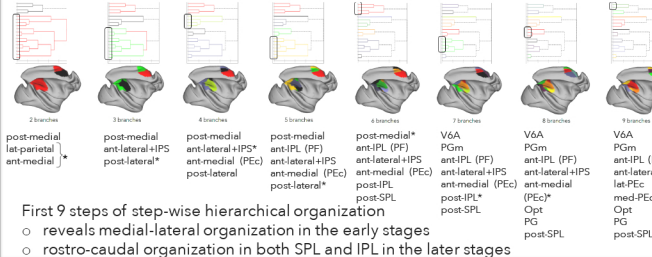 2 branches
3 branches
4 branches
5 branches
6 branches
7 branches
8 branches
9 branches
post-medial
lat-parietal
ant-medial
*
post-medial
ant-lateral+IPS
post-lateral*
post-medial
ant-lateral+IPS*
ant-medial (PEc)
post-lateral
post-medial
ant-IPL (PF)
ant-lateral+IPS
ant-medial (PEc)
post-lateral*
post-medial*
ant-IPL (PF)
ant-lateral+IPS
ant-medial (PEc)
post-IPL
post-SPL
V6A
PGm
ant-IPL (PF)
ant-lateral+IPS
ant-medial (PEc)
post-IPL*
post-SPL
V6A
PGm
ant-IPL (PF)
ant-lateral+IPS
ant-medial
(PEc)*
Opt
PG
post-SPL
V6A
PGm
ant-IPL (
ant-latera
lat-PEc
med-PEc
Opt
PG
post-SPL
First 9 steps of step-wise hierarchical organization
o reveals medial-lateral organization in the early stages
o rostro-caudal organization in both SPL and IPL in the later stages